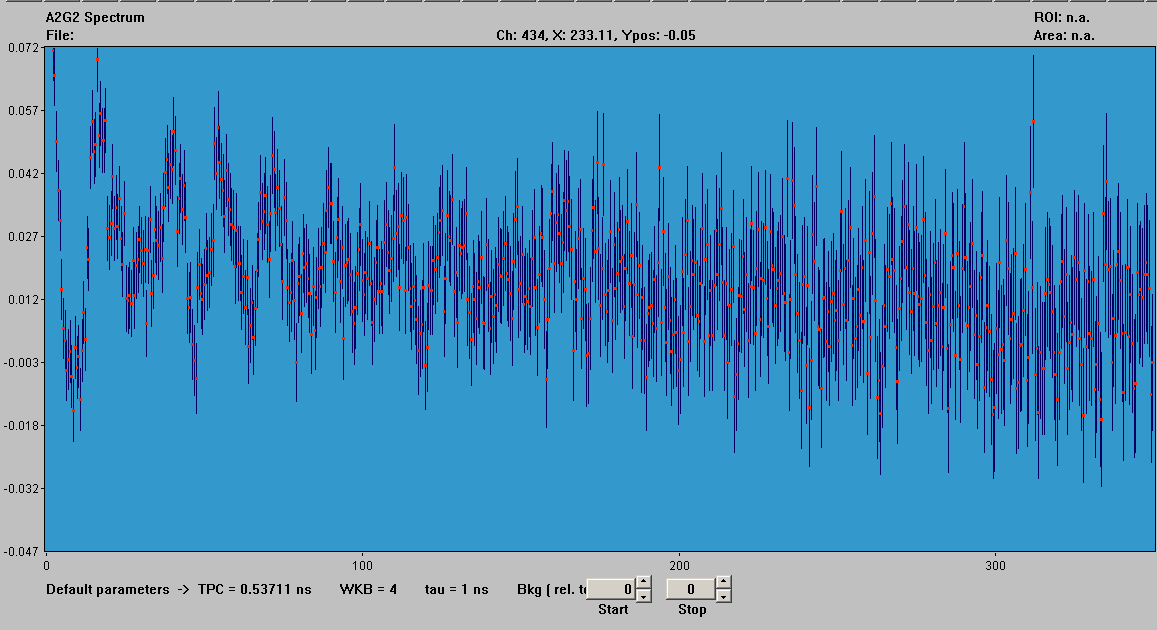 A2G2 Spectrum
ROI: n.a.
File:
Ch: 434, X: 233.11, Ypos: -0.05
Area: n.a.
0.072
0.057
0.042
0.027
0.012
-0.003
-0.018
-0.032
-0.047
0
100
200
300
Default parameters -> TPC = 0.53711 ns
WKB = 4
tau = 1 ns
Bkg ( rel. to
0
0
Start
Stop